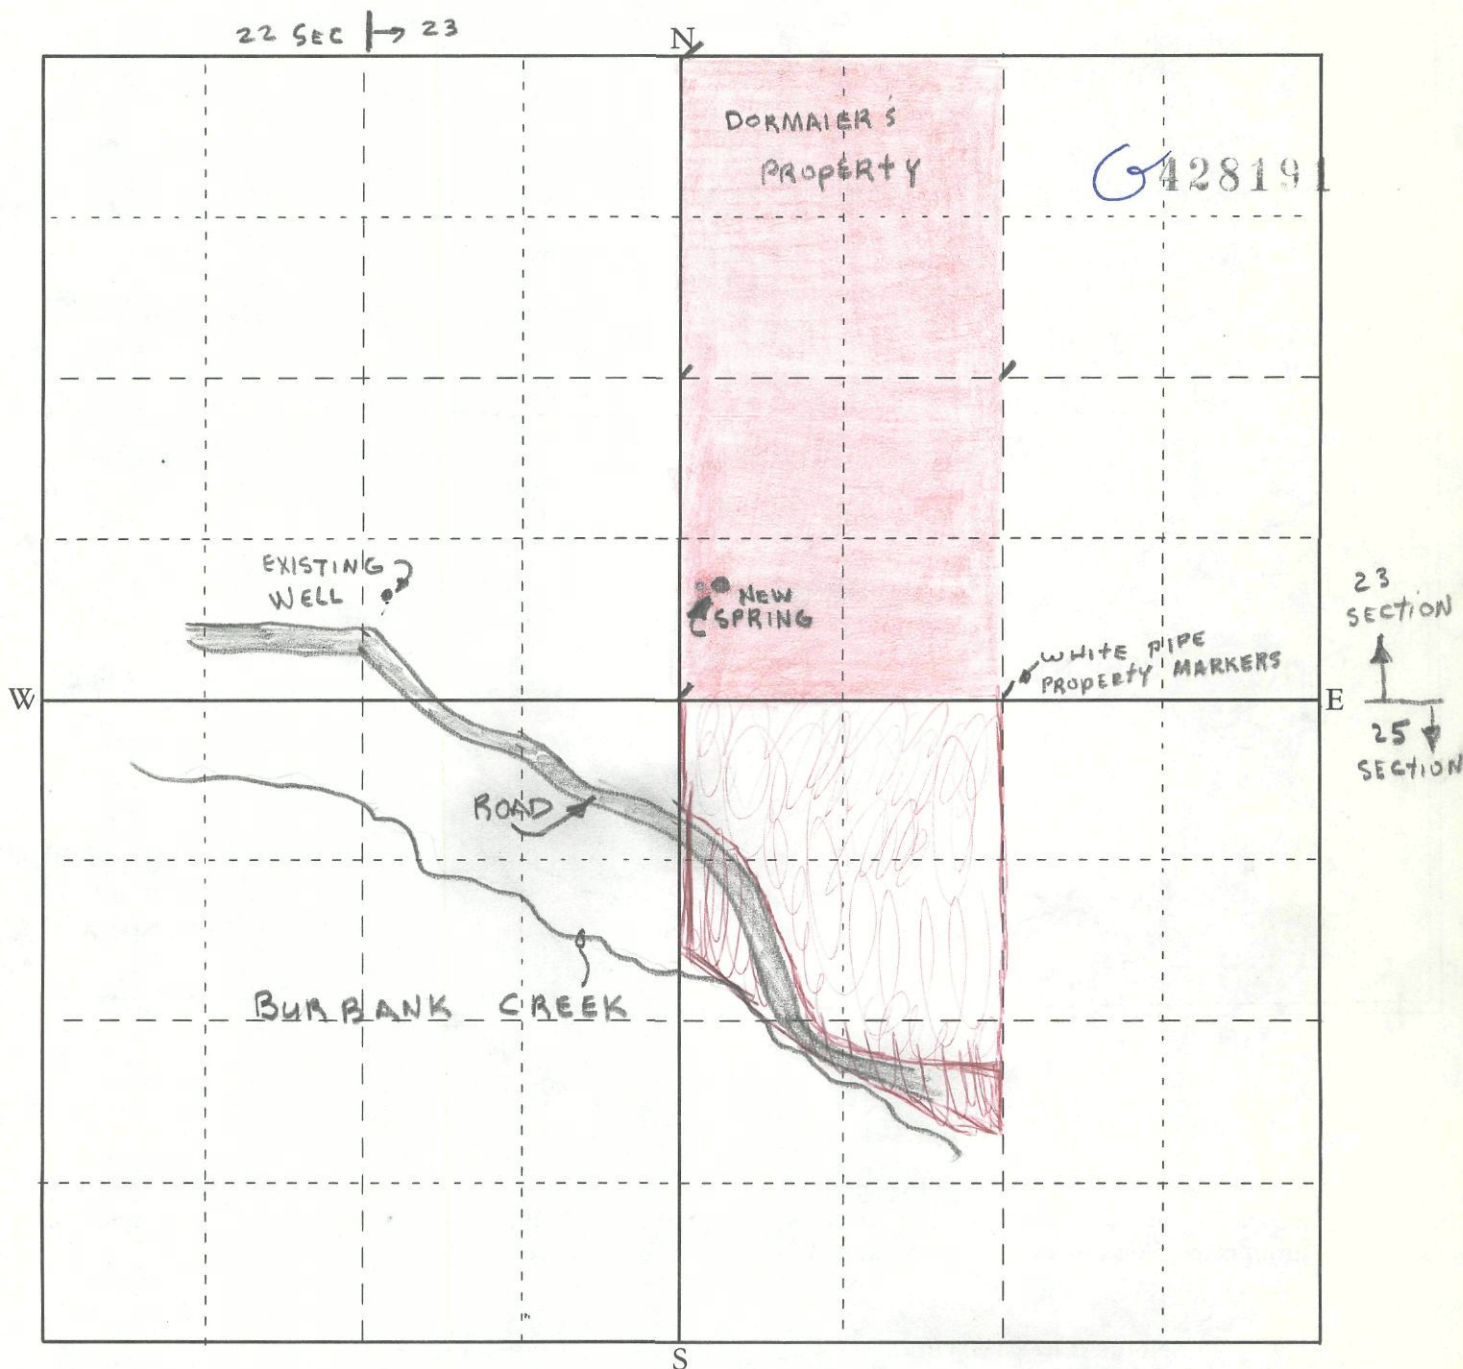 22 SEC → 23
N
DORMAIER'S
PROPERTY
G 428191
EXISTING
WELL
NEW
SPRING
23
SECTION
WHITE PIPE
PROPERTY MARKERS
W
E
25
SECTION
ROAD
BURBANK CREEK
S